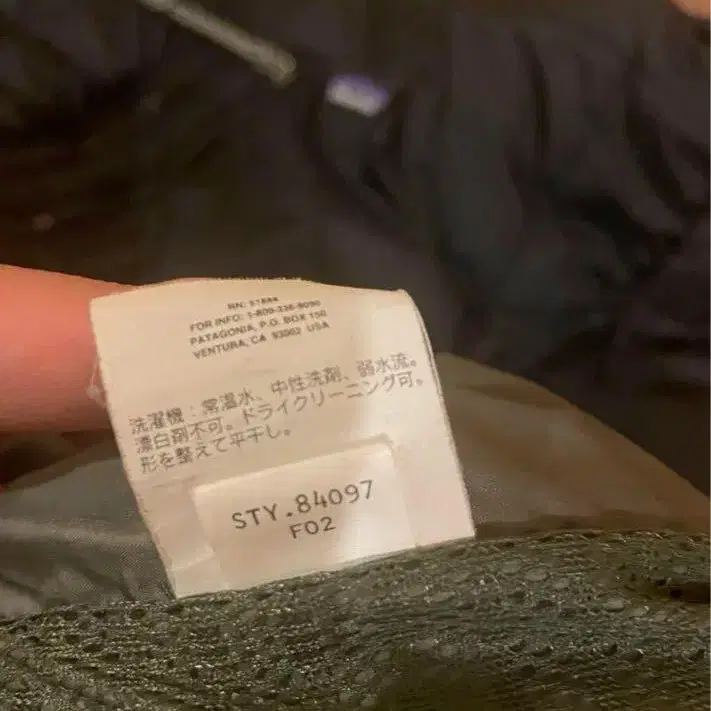 RN: 51884
FOR INFO: 1-800-336-9090
PATAGONIA, P.O. BOX 150
VENTURA, CA 93002 USA
洗濯機：常温水、中性洗剤、弱水流。
漂白剤不可。ドライクリーニング可。
形を整えて平干し。
STY.84097
F02